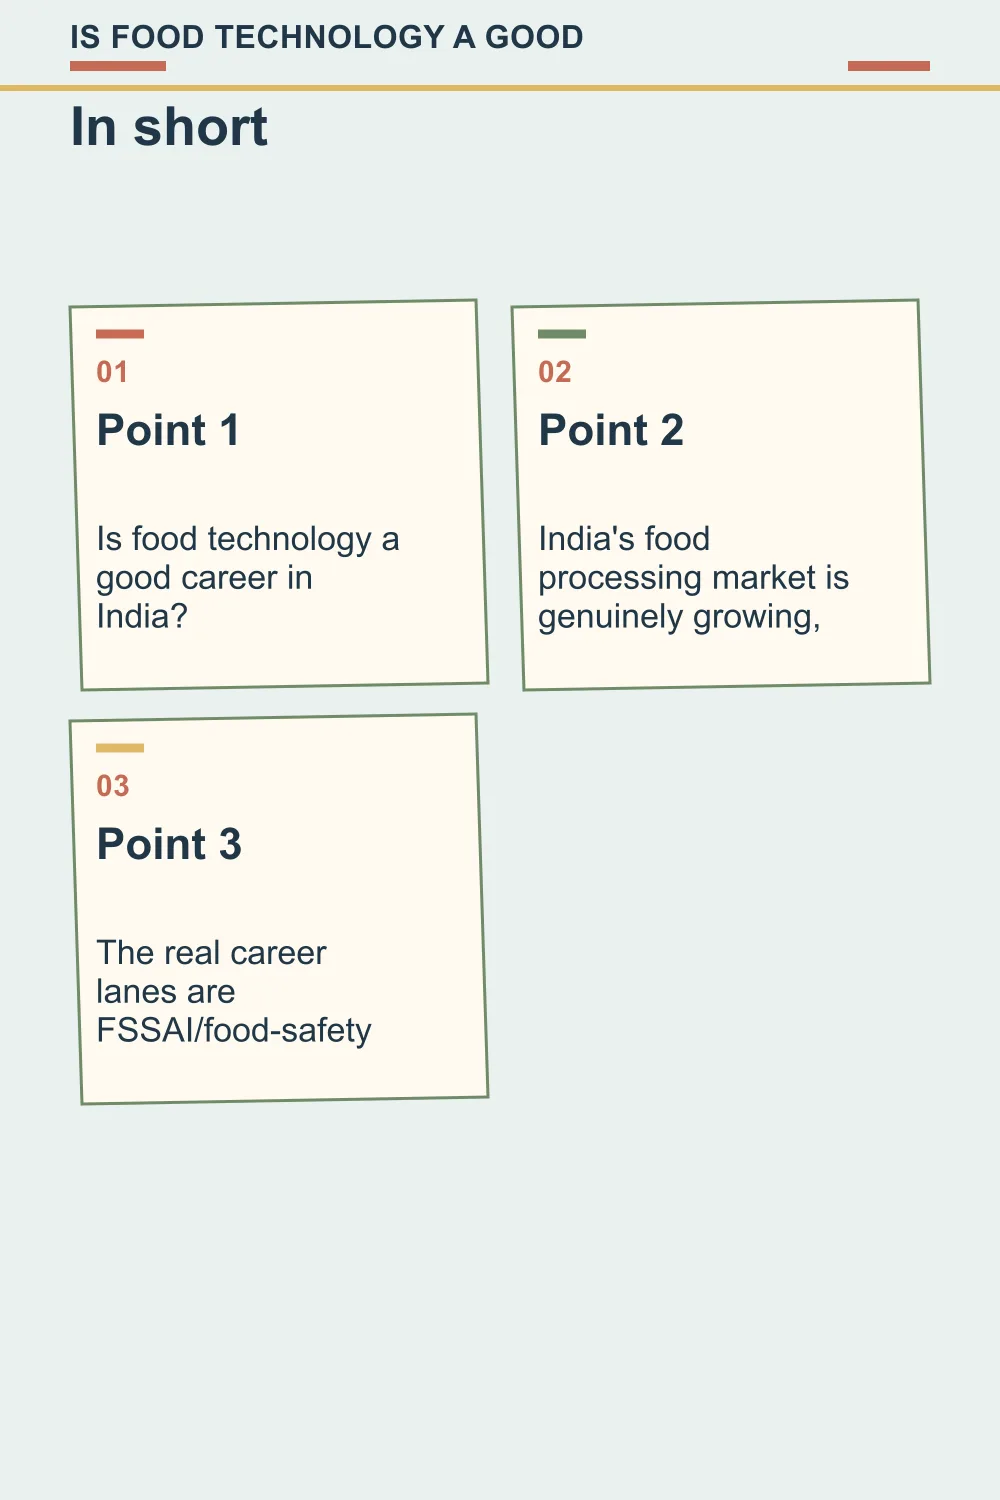 IS FOOD TECHNOLOGY A GOOD
In short
01
Point 1
Is food technology a
good career in
India?
02
Point 2
India's food
processing market is
genuinely growing,
03
Point 3
The real career
lanes are
FSSAI/food-safety